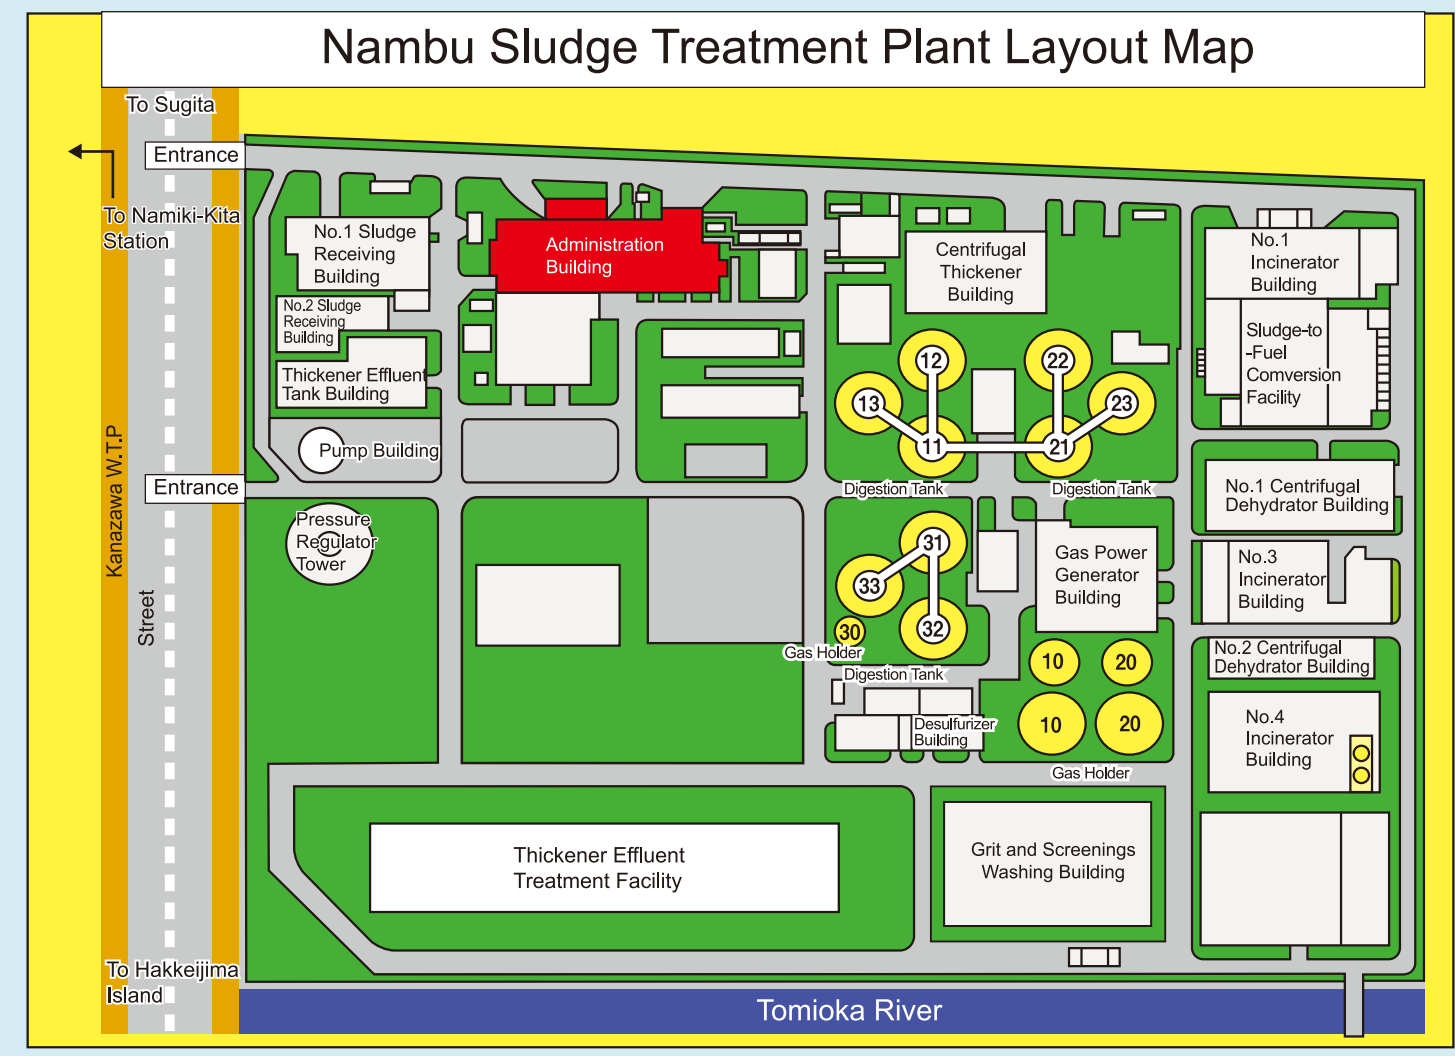 Nambu Sludge Treatment Plant Layout Map
To Sugita
Entrance
To Namiki-Kita
Station
No.1 Sludge
Receiving
Building
No.2 Sludge
Receiving
Building
Thickener Effluent
Tank Building
Pump Building
Administration
Building
Centrifugal
Thickener
Building
No.1
Incinerator
Building
Sludge-to
-Fuel
Comversion
Facility
12
13
11
22
23
21
Digestion Tank
Digestion Tank
Entrance
Kanazawa W.T.P
Street
Pressure
Regulator
Tower
31
33
32
30
Gas Holder
Digestion Tank
Desulfurizer
Building
Gas Power
Generator
Building
10
20
10
20
Gas Holder
No.1 Centrifugal
Dehydrator Building
No.3
Incinerator
Building
No.2 Centrifugal
Dehydrator Building
No.4
Incinerator
Building
Thickener Effluent
Treatment Facility
Grit and Screenings
Washing Building
To Hakkeijima
Island
Tomioka River